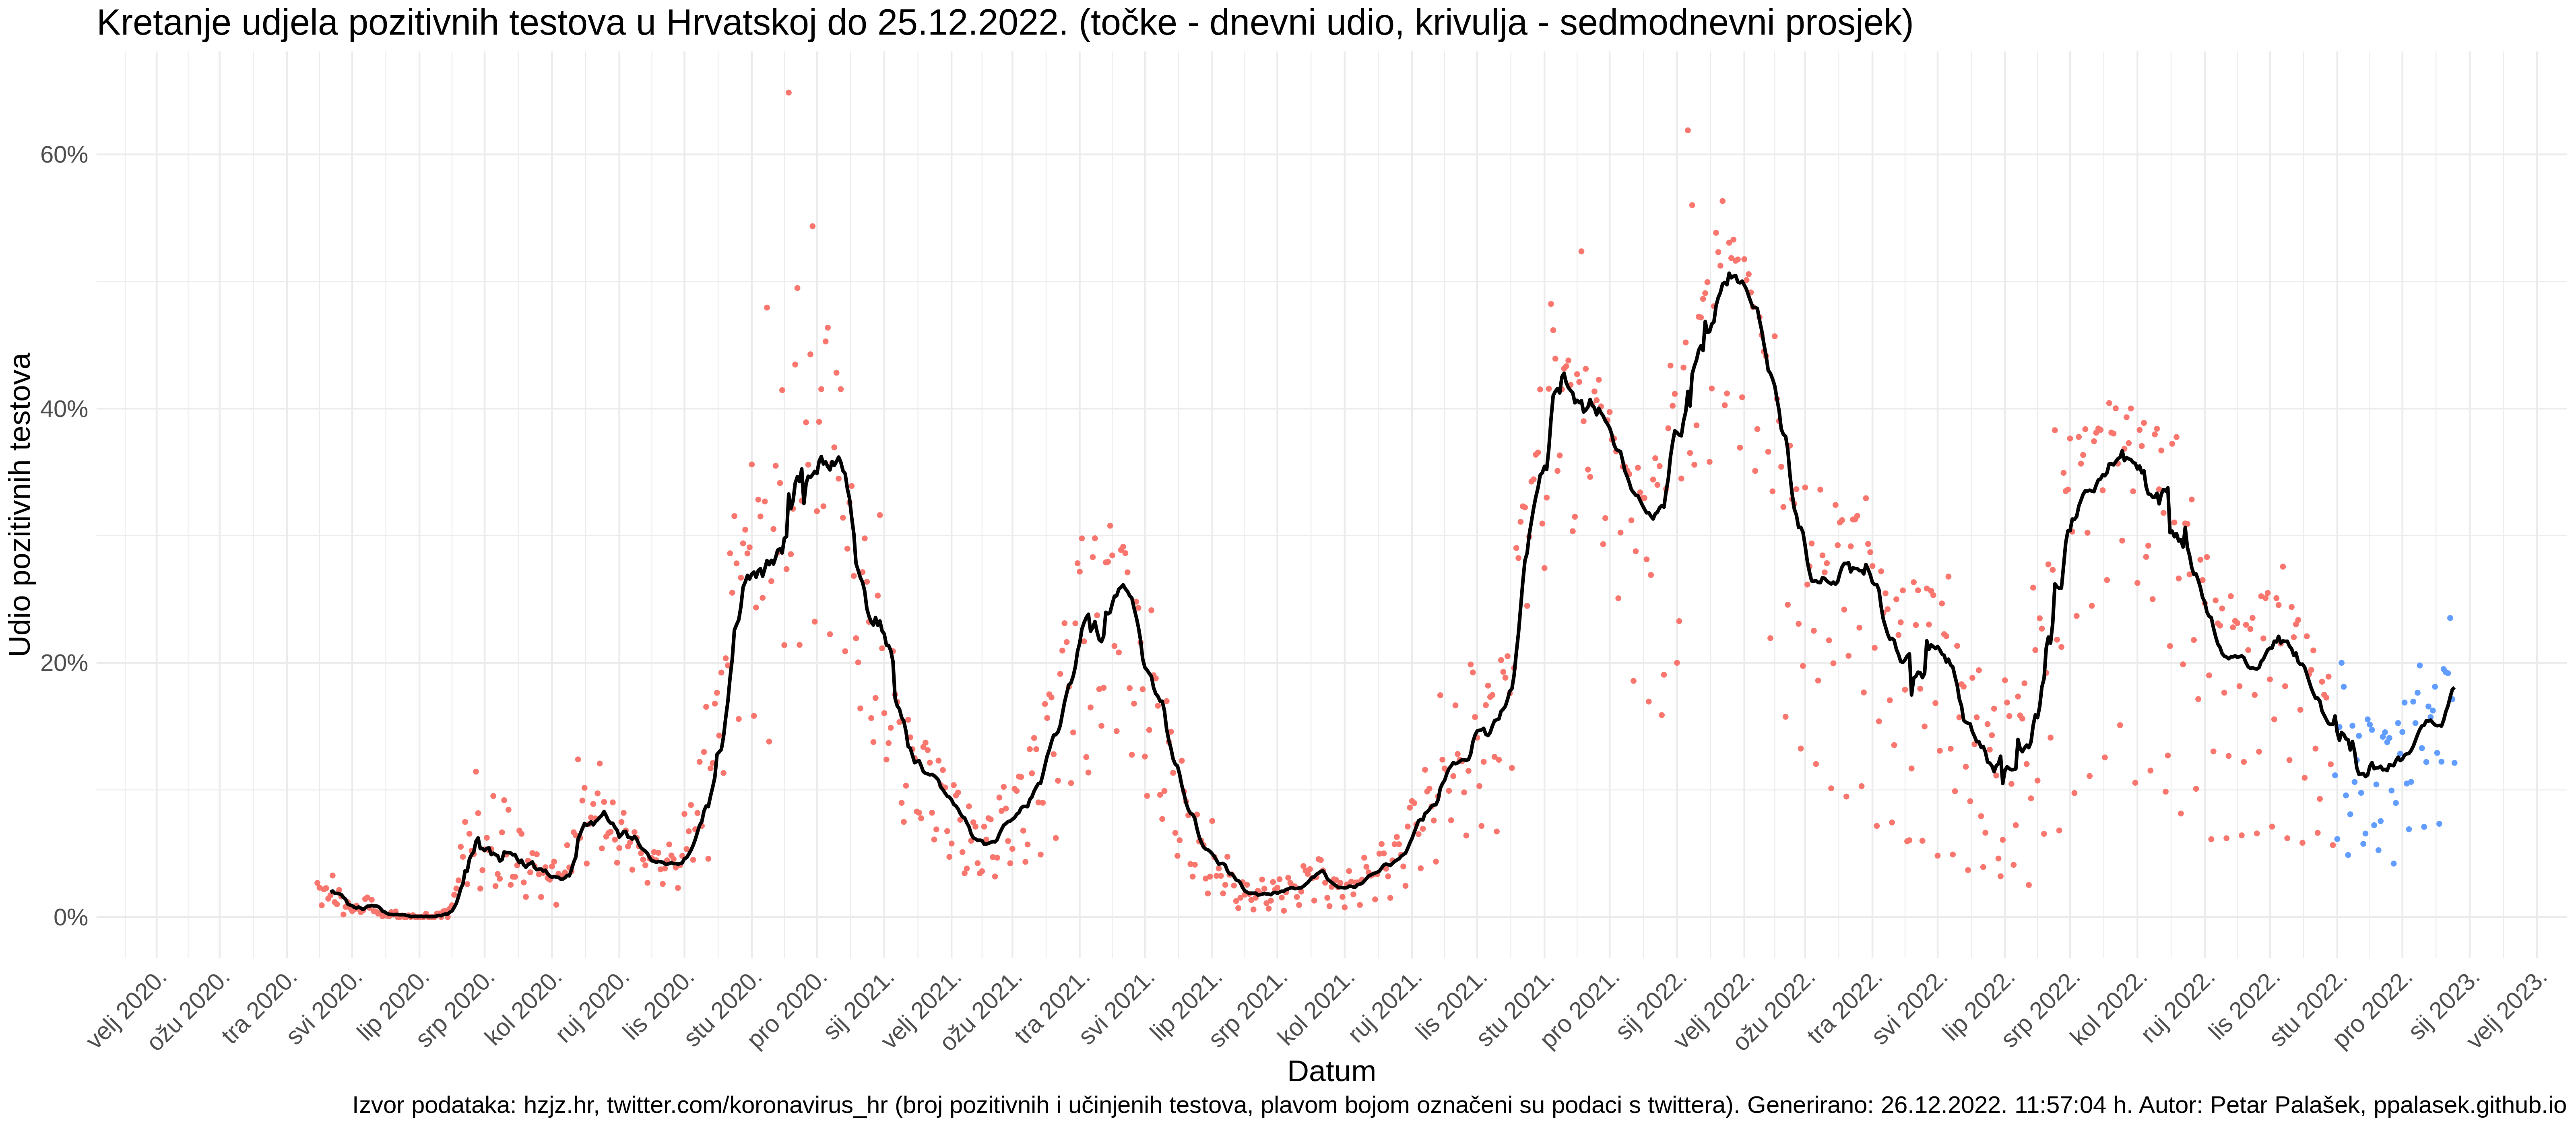 Kretanje udjela pozitivnih testova u Hrvatskoj do 25.12.2022. (točke - dnevni udio, krivulja - sedmodnevni prosjek)
Udio pozitivnih testova
60%
40%
20%
0%
velj 2020.
ožu 2020.
tra 2020.
svi 2020.
lip 2020.
srp 2020.
kol 2020.
ruj 2020.
lis 2020.
stu 2020.
pro 2020.
sij 2021.
velj 2021.
ožu 2021.
tra 2021.
svi 2021.
lip 2021.
srp 2021.
kol 2021.
ruj 2021.
lis 2021.
stu 2021.
pro 2021.
sij 2022.
velj 2022.
ožu 2022.
tra 2022.
svi 2022.
lip 2022.
srp 2022.
kol 2022.
ruj 2022.
lis 2022.
stu 2022.
pro 2022.
sij 2023.
velj 2023.
Datum
Izvor podataka: hzjz.hr, twitter.com/koronavirus_hr (broj pozitivnih i učinjenih testova, plavom bojom označeni su podaci s twittera). Generirano: 26.12.2022. 11:57:04 h. Autor: Petar Palašek, ppalasek.github.io